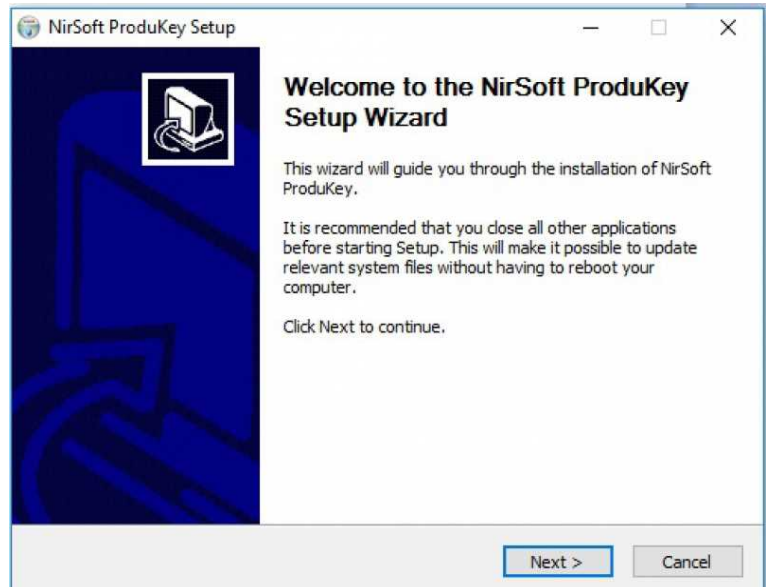 NirSoft ProduKey Setup
Welcome to the NirSoft ProduKey
Setup Wizard
This wizard will guide you through the installation of NirSoft
ProduKey.
It is recommended that you close all other applications
before starting Setup. This will make it possible to update
relevant system files without having to reboot your
computer.
Click Next to continue.
Next >
Cancel